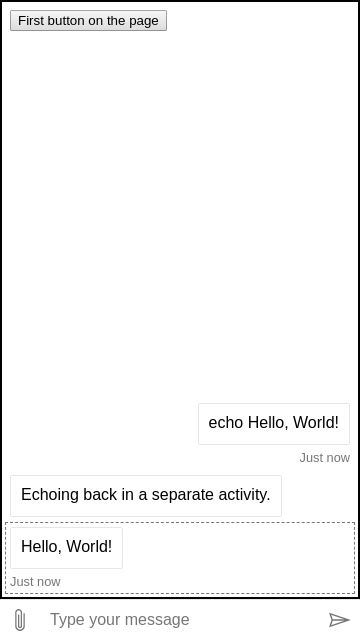 First button on the page
echo Hello, World!
Just now
Echoing back in a separate activity.
Hello, World!
Just now
Type your message